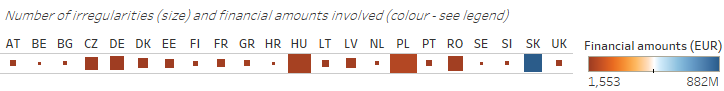 Number of irregularities (size) and financial amounts involved (colour - see legend)
AT BE BG CZ DE DK EE FI FR GR HR HU LT LV NL PL PT RO SE SI SK UK
Financial amounts (EUR)
1,553 882M